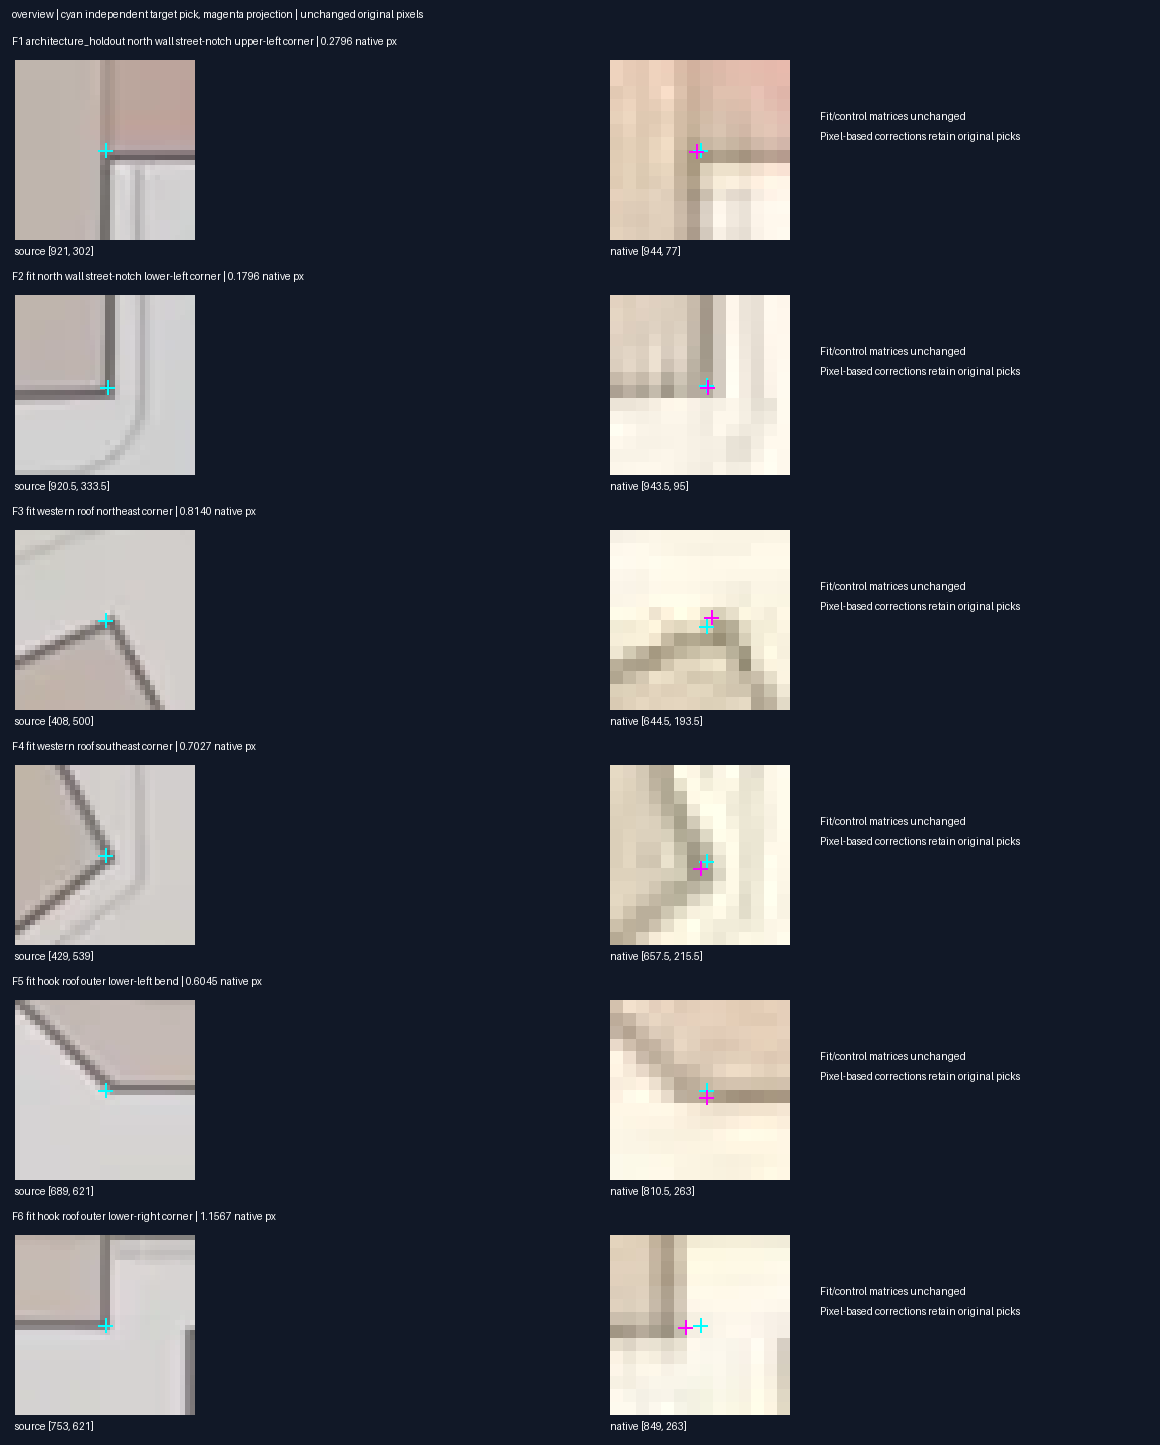 overview | cyan independent target pick, magenta projection | unchanged original pixels
F1 architecture_holdout north wall street-notch upper-left corner | 0.2796 native px
Fit/control matrices unchanged
Pixel-based corrections retain original picks
source [921, 302]
native [944, 77]
F2 fit north wall street-notch lower-left corner | 0.1796 native px
Fit/control matrices unchanged
Pixel-based corrections retain original picks
source [920.5, 333.5]
native [943.5, 95]
F3 fit western roof northeast corner | 0.8140 native px
Fit/control matrices unchanged
Pixel-based corrections retain original picks
source [408, 500]
native [644.5, 193.5]
F4 fit western roof southeast corner | 0.7027 native px
Fit/control matrices unchanged
Pixel-based corrections retain original picks
source [429, 539]
native [657.5, 215.5]
F5 fit hook roof outer lower-left bend | 0.6045 native px
Fit/control matrices unchanged
Pixel-based corrections retain original picks
source [689, 621]
native [810.5, 263]
F6 fit hook roof outer lower-right corner | 1.1567 native px
Fit/control matrices unchanged
Pixel-based corrections retain original picks
source [753, 621]
native [849, 263]